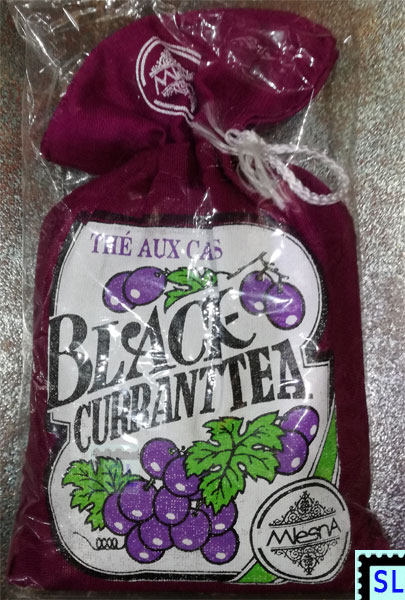 THÉ AUX CAS
BLACK
CURRANT TEA
MlesnA
SL